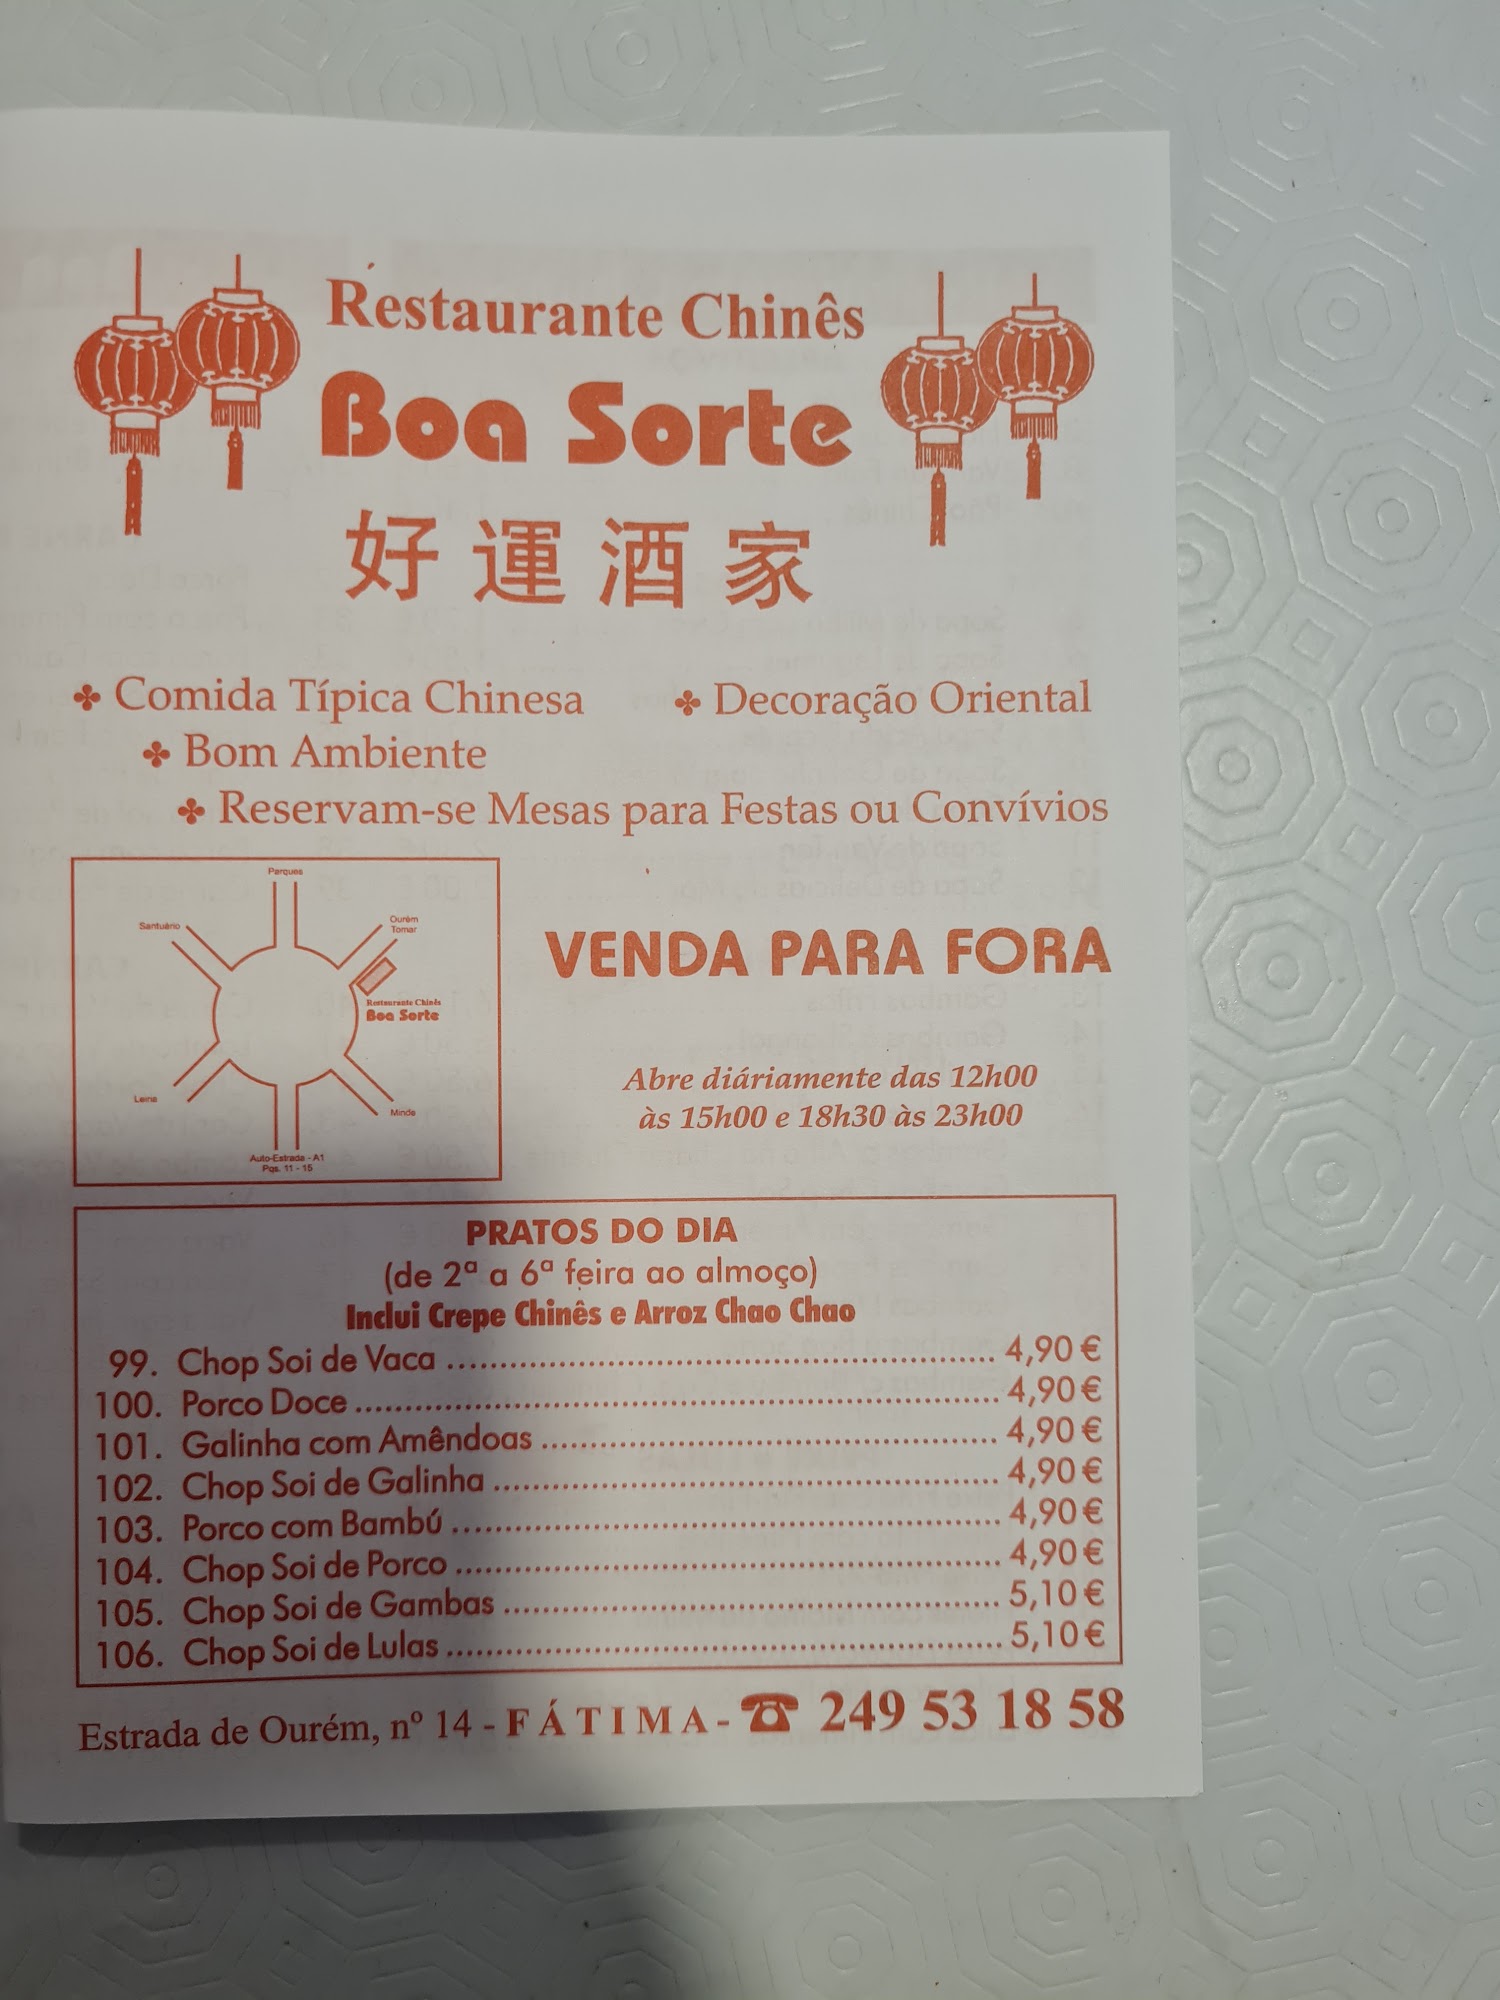 Restaurante Chinês
Boa Sorte
好運酒家
Comida Típica Chinesa
Decoração Oriental
Bom Ambiente
Reservam-se Mesas para Festas ou Convívios
Parques
Santuário
Ourém
Tomar
Restaurante Chinês
Boa Sorte
Leiria
Minde
Auto-Estrada - A1
Pqs. 11 - 15
VENDA PARA FORA
Abre diáriamente das 12h00
às 15h00 e 18h30 às 23h00
PRATOS DO DIA
(de 2ª a 6ª feira ao almoço)
Inclui Crepe Chinês e Arroz Chao Chao
99. Chop Soi de Vaca 4,90 €
100. Porco Doce 4,90 €
101. Galinha com Amêndoas 4,90 €
102. Chop Soi de Galinha 4,90 €
103. Porco com Bambú 4,90 €
104. Chop Soi de Porco 4,90 €
105. Chop Soi de Gambas 5,10 €
106. Chop Soi de Lulas 5,10 €
Estrada de Ourém, nº 14 - FÁTIMA - ☎ 249 53 18 58